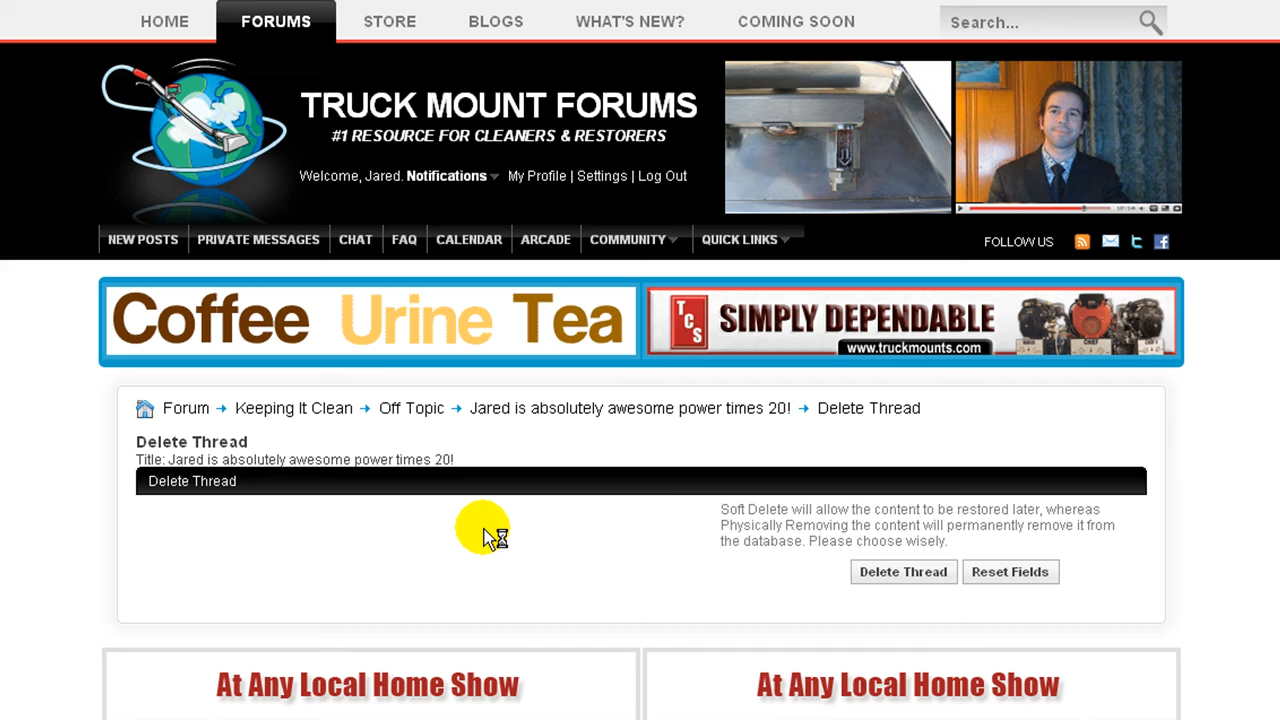 HOME FORUMS STORE BLOGS WHAT'S NEW? COMING SOON Search...
TRUCK MOUNT FORUMS
#1 RESOURCE FOR CLEANERS & RESTORERS
Welcome, Jared. Notifications My Profile | Settings | Log Out
NEW POSTS PRIVATE MESSAGES CHAT FAQ CALENDAR ARCADE COMMUNITY QUICK LINKS FOLLOW US
Coffee Urine Tea
TCS SIMPLY DEPENDABLE
www.truckmounts.com
Forum Keeping It Clean Off Topic Jared is absolutely awesome power times 20! Delete Thread
Delete Thread
Title: Jared is absolutely awesome power times 20!
Delete Thread
Soft Delete will allow the content to be restored later, whereas
Physically Removing the content will permanently remove it from
the database. Please choose wisely.
Delete Thread Reset Fields
At Any Local Home Show At Any Local Home Show